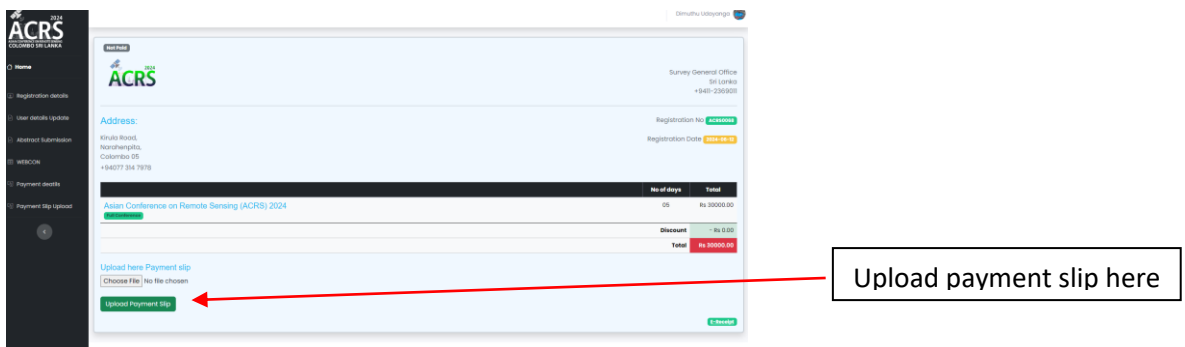 2024
ACRS
COLOMBO SRI LANKA
Home
Registration details
User details Update
Abstract Submission
WEBCON
Payment deatils
Payment Slip Upload
Dimuthu Udayanga
Not Paid
2024
ACRS
Survey General Office
Sri Lanka
+9411-2369011
Address:
Kirula Road,
Narahenpita,
Colombo 05
+94077 314 7976
Registration No
Registration Date
No of days Total
Asian Conference on Remote Sensing (ACRS) 2024 05 Rs 30000.00
Full Conference
Discount - Rs 0.00
Total Rs 30000.00
Upload here Payment slip
Choose File No file chosen
Upload Payment Slip
E-Receipt
Upload payment slip here